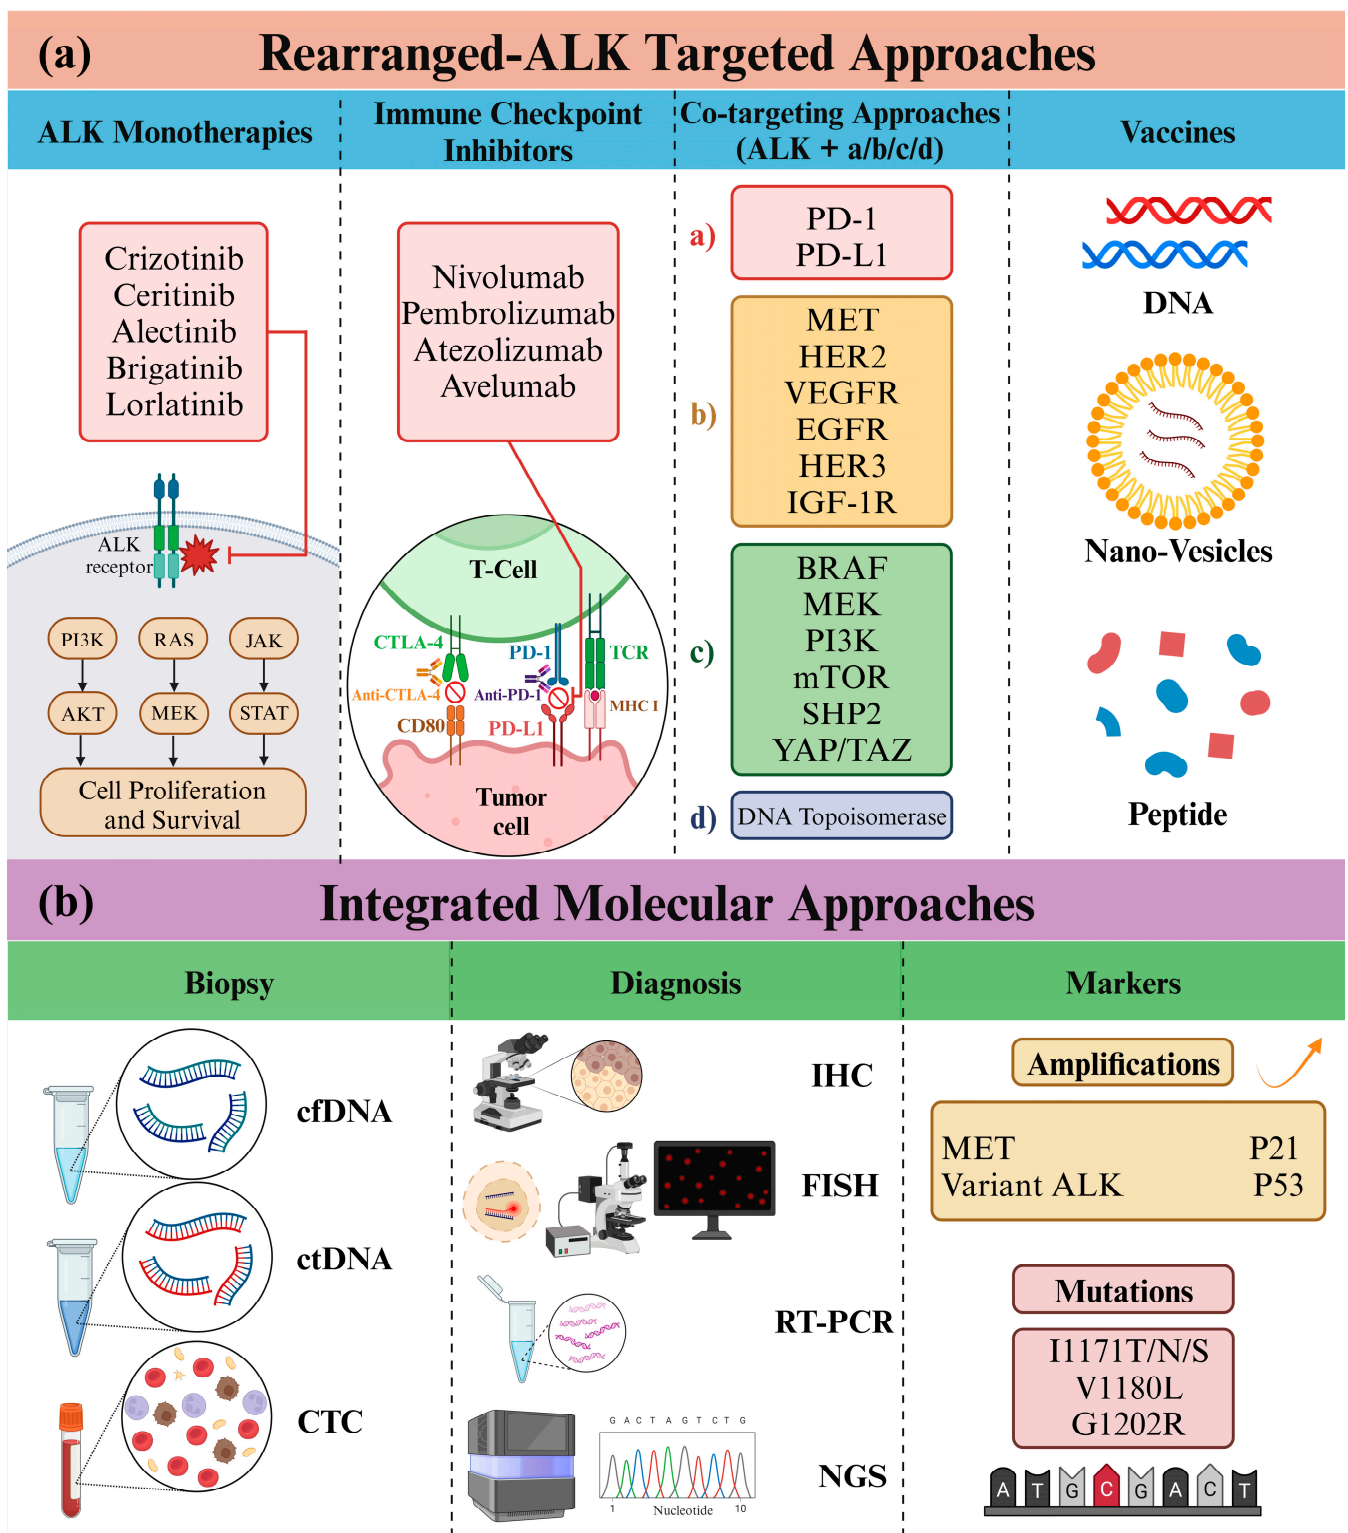 (a) Rearranged-ALK Targeted Approaches
ALK Monotherapies
Crizotinib
Ceritinib
Alectinib
Brigatinib
Lorlatinib
ALK
receptor
PI3K RAS JAK
AKT MEK STAT
Cell Proliferation
and Survival
Immune Checkpoint
Inhibitors
Nivolumab
Pembrolizumab
Atezolizumab
Avelumab
T-Cell
CTLA-4
PD-1
TCR
Anti-CTLA-4
Anti-PD-1
MHC I
CD80
PD-L1
Tumor
cell
Co-targeting Approaches
(ALK + a/b/c/d)
a)
PD-1
PD-L1
b)
MET
HER2
VEGFR
EGFR
HER3
IGF-1R
c)
BRAF
MEK
PI3K
mTOR
SHP2
YAP/TAZ
d) DNA Topoisomerase
Vaccines
DNA
Nano-Vesicles
Peptide
(b) Integrated Molecular Approaches
Biopsy
cfDNA
ctDNA
CTC
Diagnosis
IHC
FISH
RT-PCR
NGS
G A C T A G T C T G
1 Nucleotide 10
Markers
Amplifications
MET P21
Variant ALK P53
Mutations
I1171T/N/S
V1180L
G1202R
A T G C G A C T